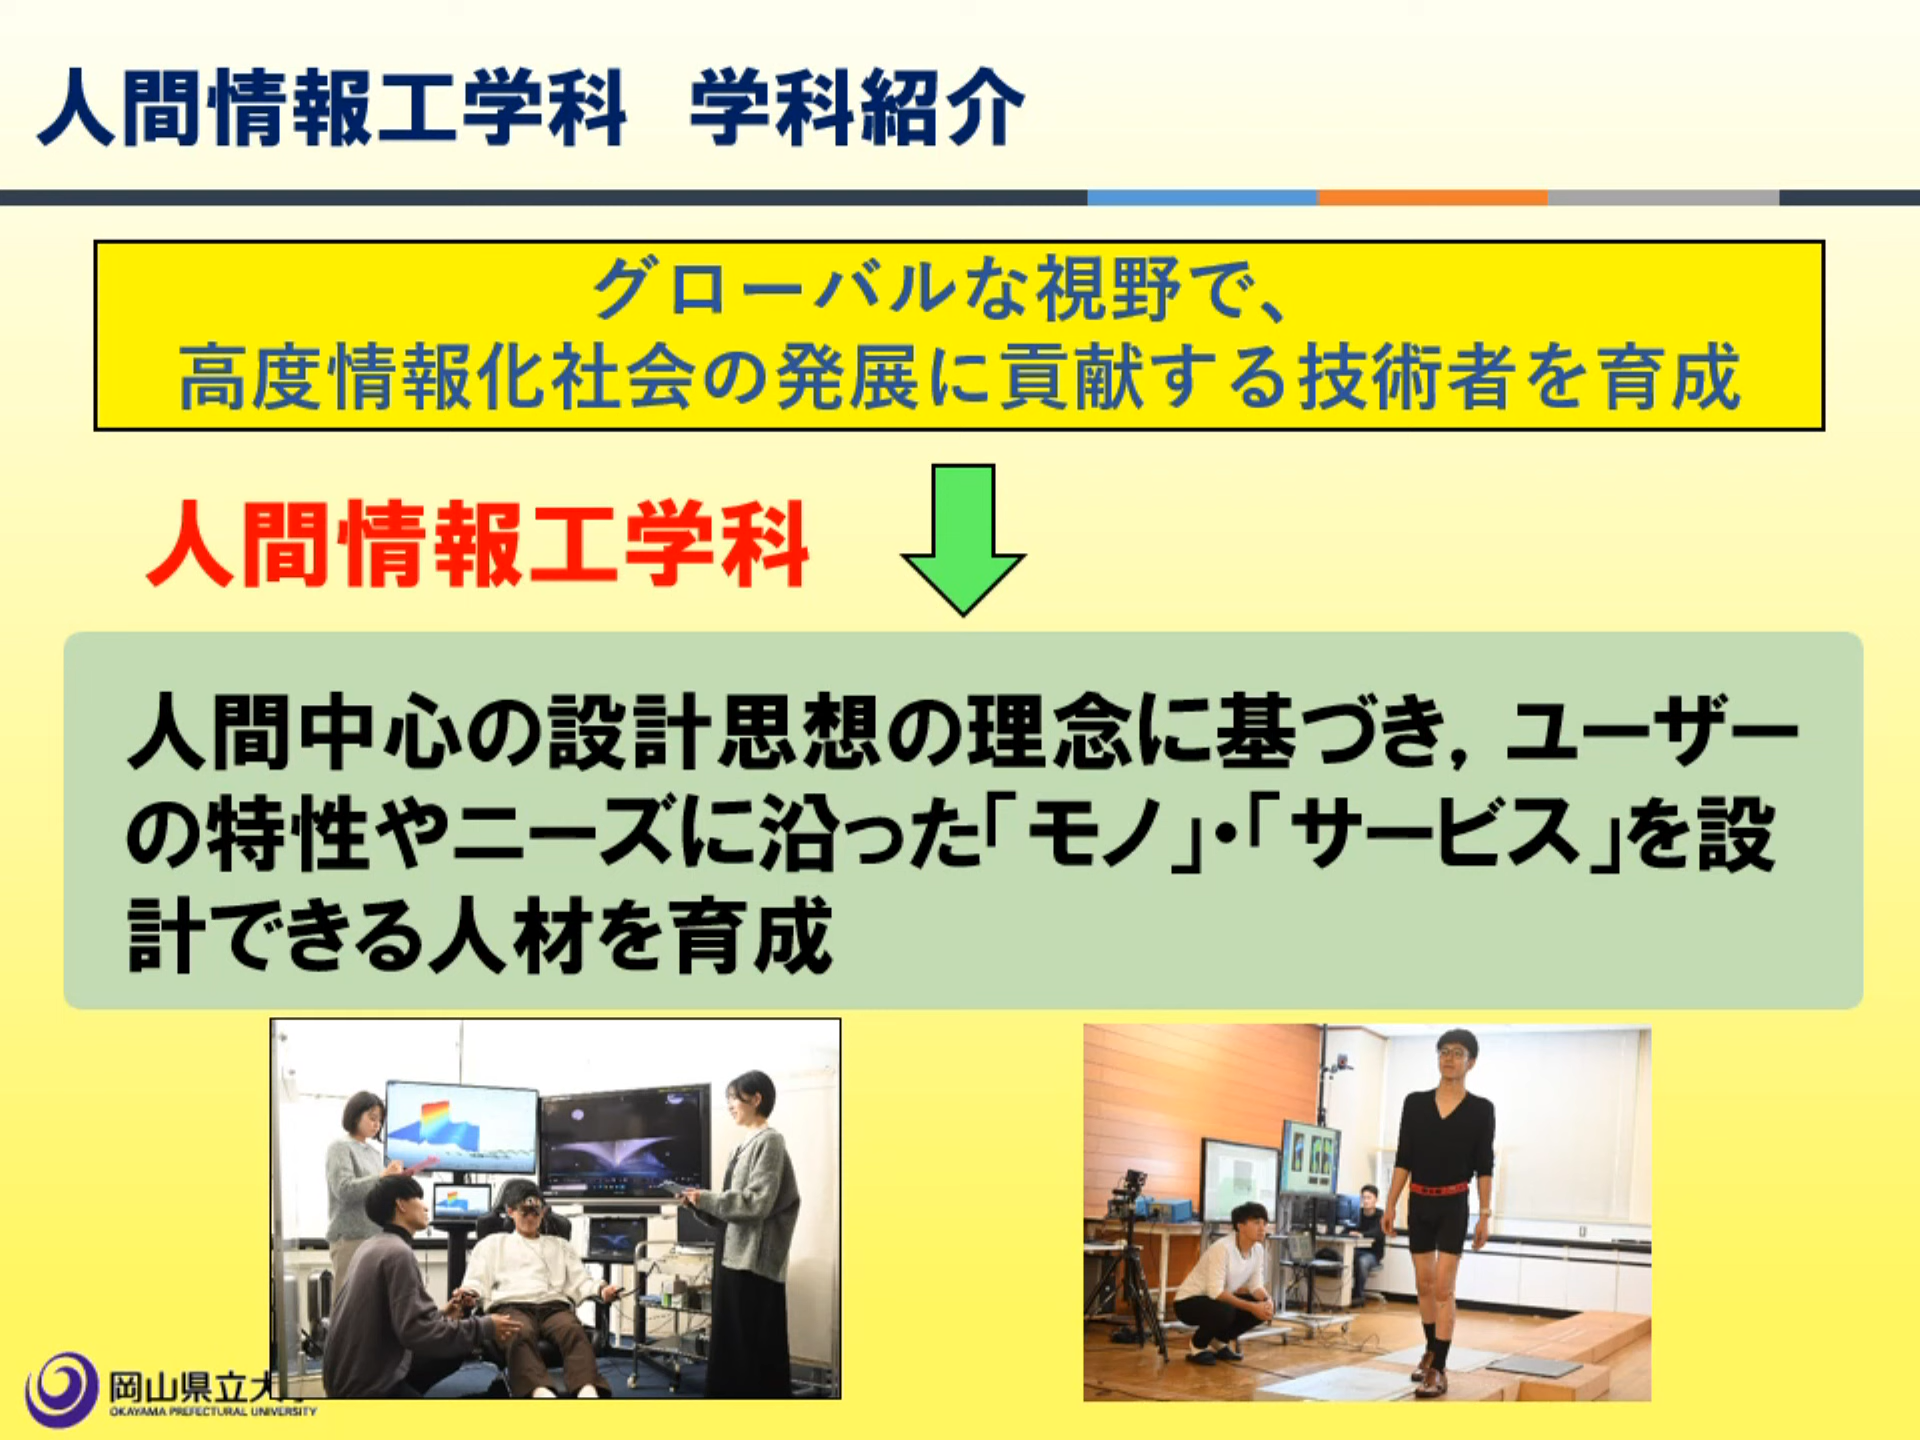 人間情報工学科　学科紹介
グローバルな視野で、
高度情報化社会の発展に貢献する技術者を育成
人間情報工学科
人間中心の設計思想の理念に基づき，ユーザー
の特性やニーズに沿った「モノ」・「サービス」を設
計できる人材を育成
岡山県立大
OKAYAMA PREFECTURAL UNIVERSITY